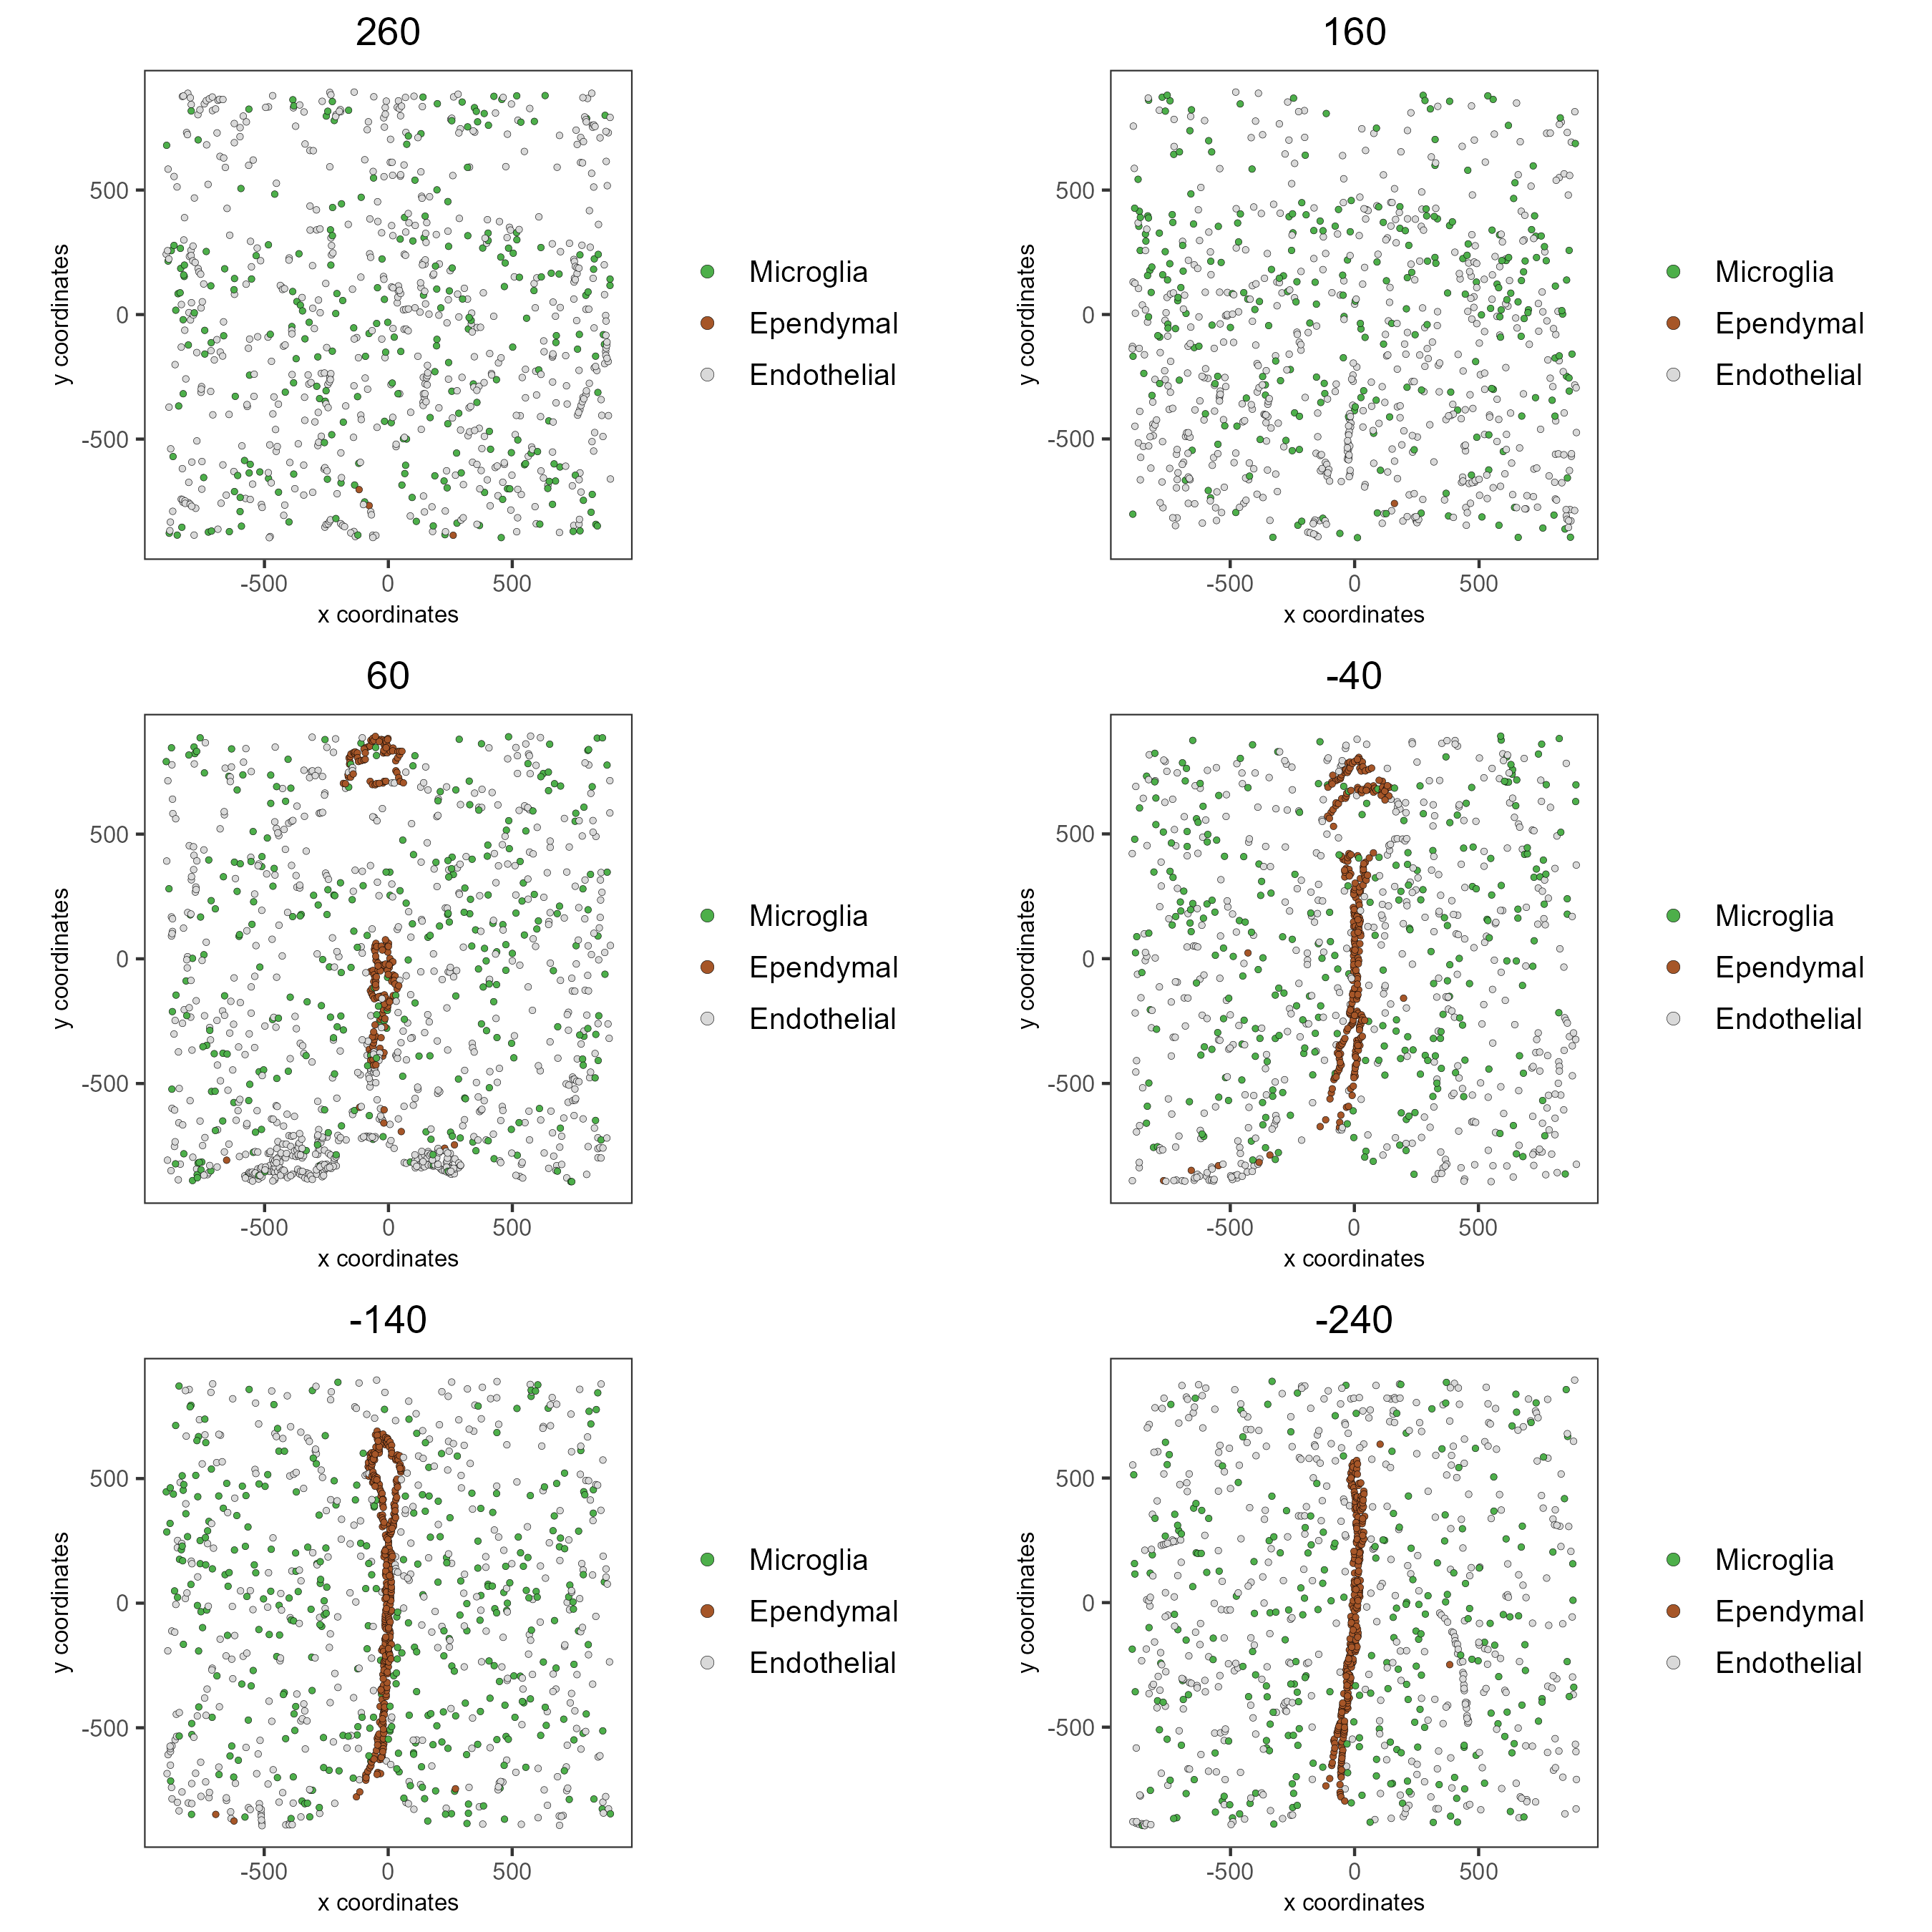 260
160
y coordinates
500
0
-500
-500 0 500
x coordinates
Microglia
Ependymal
Endothelial
y coordinates
500
0
-500
-500 0 500
x coordinates
Microglia
Ependymal
Endothelial
60
-40
y coordinates
500
0
-500
-500 0 500
x coordinates
Microglia
Ependymal
Endothelial
y coordinates
500
0
-500
-500 0 500
x coordinates
Microglia
Ependymal
Endothelial
-140
-240
y coordinates
500
0
-500
-500 0 500
x coordinates
Microglia
Ependymal
Endothelial
y coordinates
500
0
-500
-500 0 500
x coordinates
Microglia
Ependymal
Endothelial